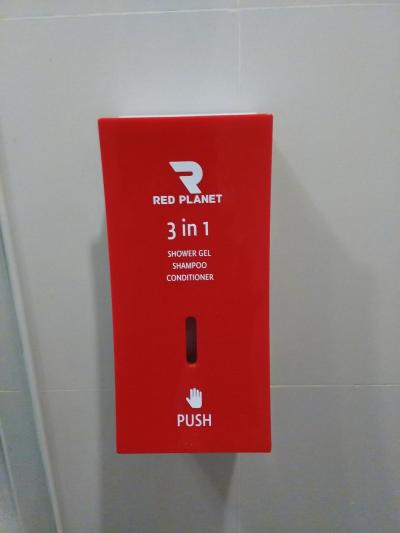 RED PLANET
3 in 1
SHOWER GEL
SHAMPOO
CONDITIONER
PUSH